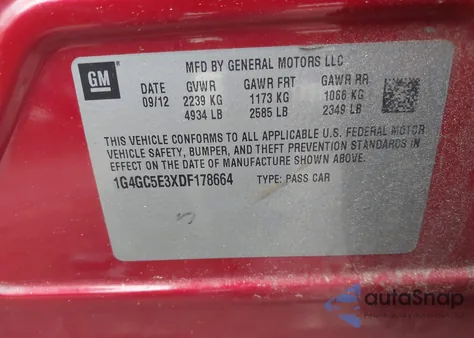 GM
MFD BY GENERAL MOTORS LLC
DATE GVWR GAWR FRT GAWR RR
09/12 2239 KG 1173 KG 1066 KG
4934 LB 2585 LB 2349 LB
THIS VEHICLE CONFORMS TO ALL APPLICABLE U.S. FEDERAL MOTOR
VEHICLE SAFETY, BUMPER, AND THEFT PREVENTION STANDARDS IN
EFFECT ON THE DATE OF MANUFACTURE SHOWN ABOVE.
1G4GC5E3XDF178664 TYPE: PASS CAR
autoSnap